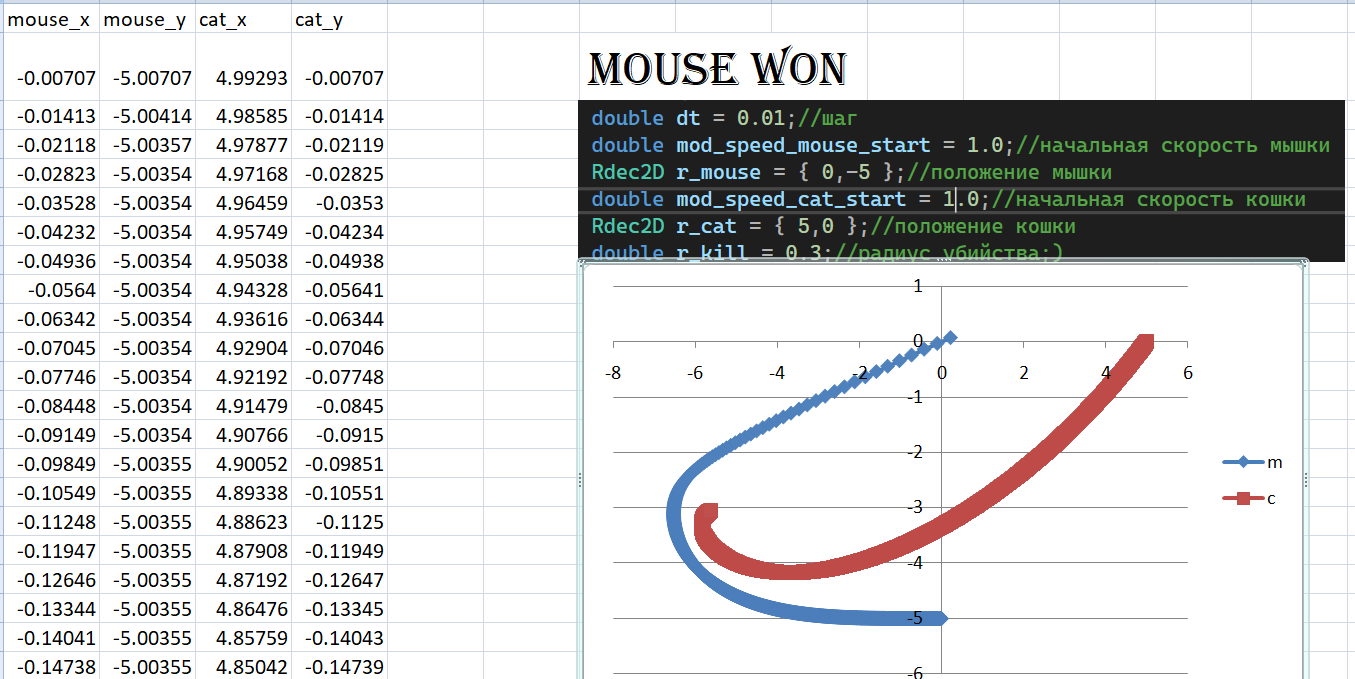 mouse_x mouse_y cat_x cat_y
-0.00707 -5.00707 4.99293 -0.00707
-0.01413 -5.00414 4.98585 -0.01414
-0.02118 -5.00357 4.97877 -0.02119
-0.02823 -5.00354 4.97168 -0.02825
-0.03528 -5.00354 4.96459 -0.0353
-0.04232 -5.00354 4.95749 -0.04234
-0.04936 -5.00354 4.95038 -0.04938
-0.0564 -5.00354 4.94328 -0.05641
-0.06342 -5.00354 4.93616 -0.06344
-0.07045 -5.00354 4.92904 -0.07046
-0.07746 -5.00354 4.92192 -0.07748
-0.08448 -5.00354 4.91479 -0.0845
-0.09149 -5.00354 4.90766 -0.0915
-0.09849 -5.00355 4.90052 -0.09851
-0.10549 -5.00355 4.89338 -0.10551
-0.11248 -5.00355 4.88623 -0.1125
-0.11947 -5.00355 4.87908 -0.11949
-0.12646 -5.00355 4.87192 -0.12647
-0.13344 -5.00355 4.86476 -0.13345
-0.14041 -5.00355 4.85759 -0.14043
-0.14738 -5.00355 4.85042 -0.14739
MOUSE WON
double dt = 0.01;//шаг
double mod_speed_mouse_start = 1.0;//начальная скорость мышки
Rdec2D r_mouse = { 0,-5 };//положение мышки
double mod_speed_cat_start = 1.0;//начальная скорость кошки
Rdec2D r_cat = { 5,0 };//положение кошки
double r_kill = 0.3;//радиус убийства;)
1
0
-8 -6 -4 -2 0 2 4 6
-1
-2
-3
-4
-5
-6
m
c